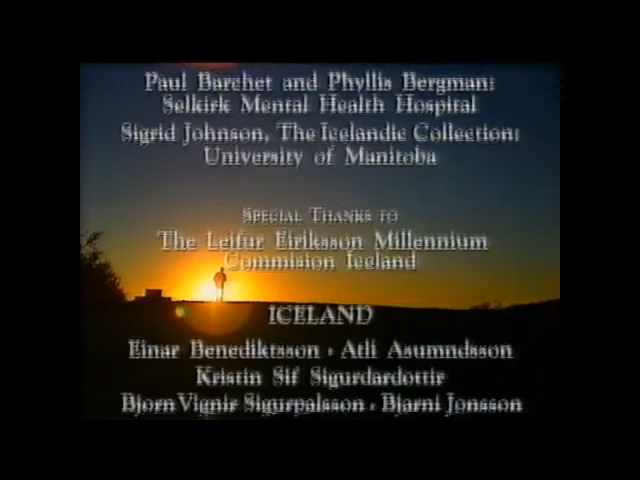 Paul Barchet and Phyllis Bergman:
Selkirk Mental Health Hospital
Sigrid Johnson, The Icelandic Collection:
University of Manitoba
Special Thanks to
The Leifur Eiriksson Millennium
Commision Iceland
ICELAND
Einar Benediktsson · Atli Asumndsson
Kristin Sif Sigurdardottir
Bjorn Vignir Sigurpalsson · Bjarni Jonsson